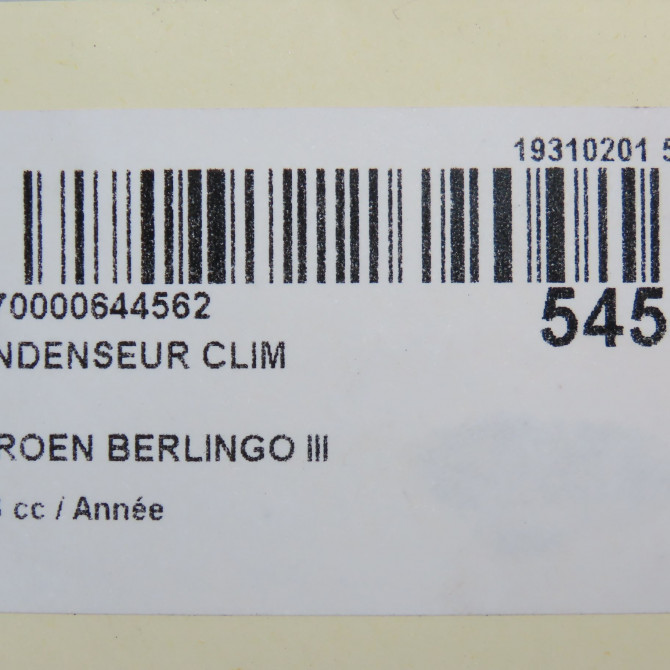 19310201 5
70000644562
545
NDENSEUR CLIM
ROEN BERLINGO III
cc / Année